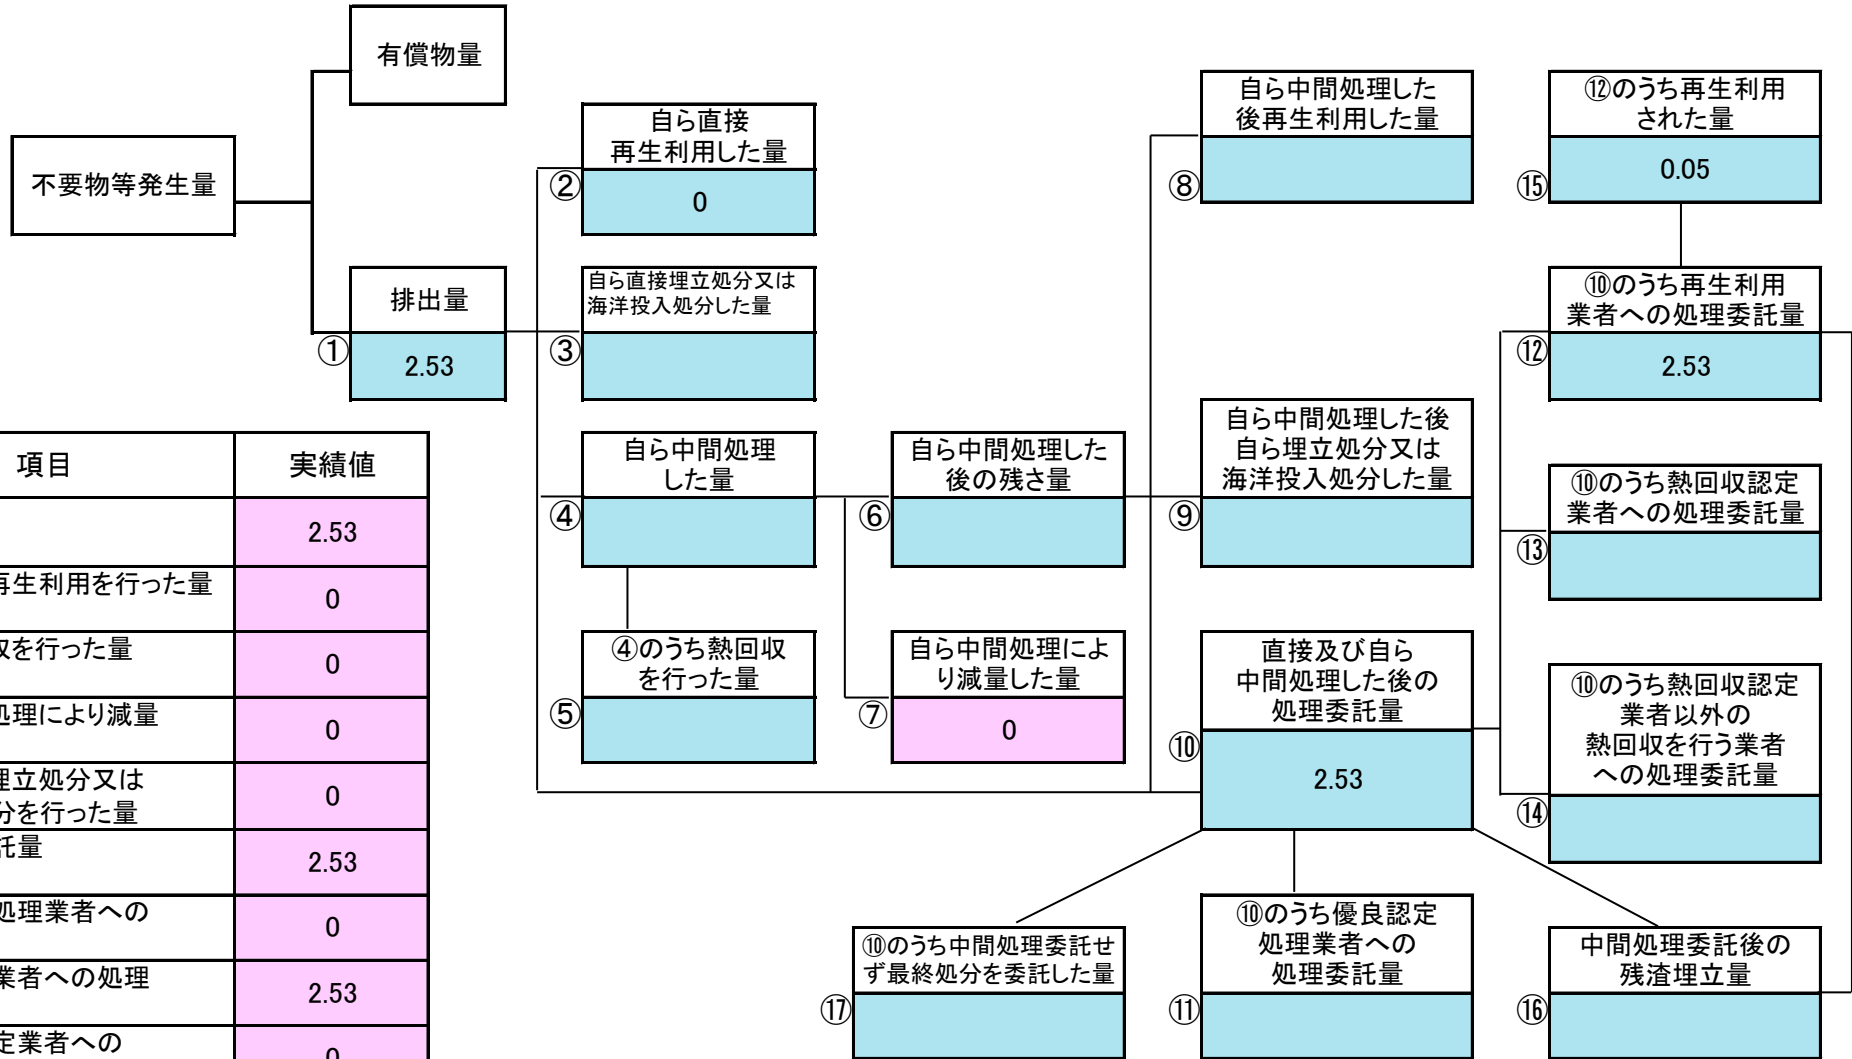 有償物量
不要物等発生量
排出量
①
2.53
自ら直接
再生利用した量
②
0
自ら直接埋立処分又は
海洋投入処分した量
③
自ら中間処理
した量
④
④のうち熱回収
を行った量
⑤
自ら中間処理した
後の残さ量
⑥
自ら中間処理によ
り減量した量
⑦
0
自ら中間処理した
後再生利用した量
⑧
自ら中間処理した後
自ら埋立処分又は
海洋投入処分した量
⑨
直接及び自ら
中間処理した後の
処理委託量
⑩
2.53
⑫のうち再生利用
された量
⑮
0.05
⑩のうち再生利用
業者への処理委託量
⑫
2.53
⑩のうち熱回収認定
業者への処理委託量
⑬
⑩のうち熱回収認定
業者以外の
熱回収を行う業者
への処理委託量
⑭
⑩のうち中間処理委託せ
ず最終処分を委託した量
⑰
⑩のうち優良認定
処理業者への
処理委託量
⑪
中間処理委託後の
残渣埋立量
⑯
項目 実績値
2.53
再生利用を行った量 0
を行った量 0
処理により減量 0
埋立処分又は
分を行った量 0
託量 2.53
処理業者への 0
業者への処理 2.53
定業者への 0